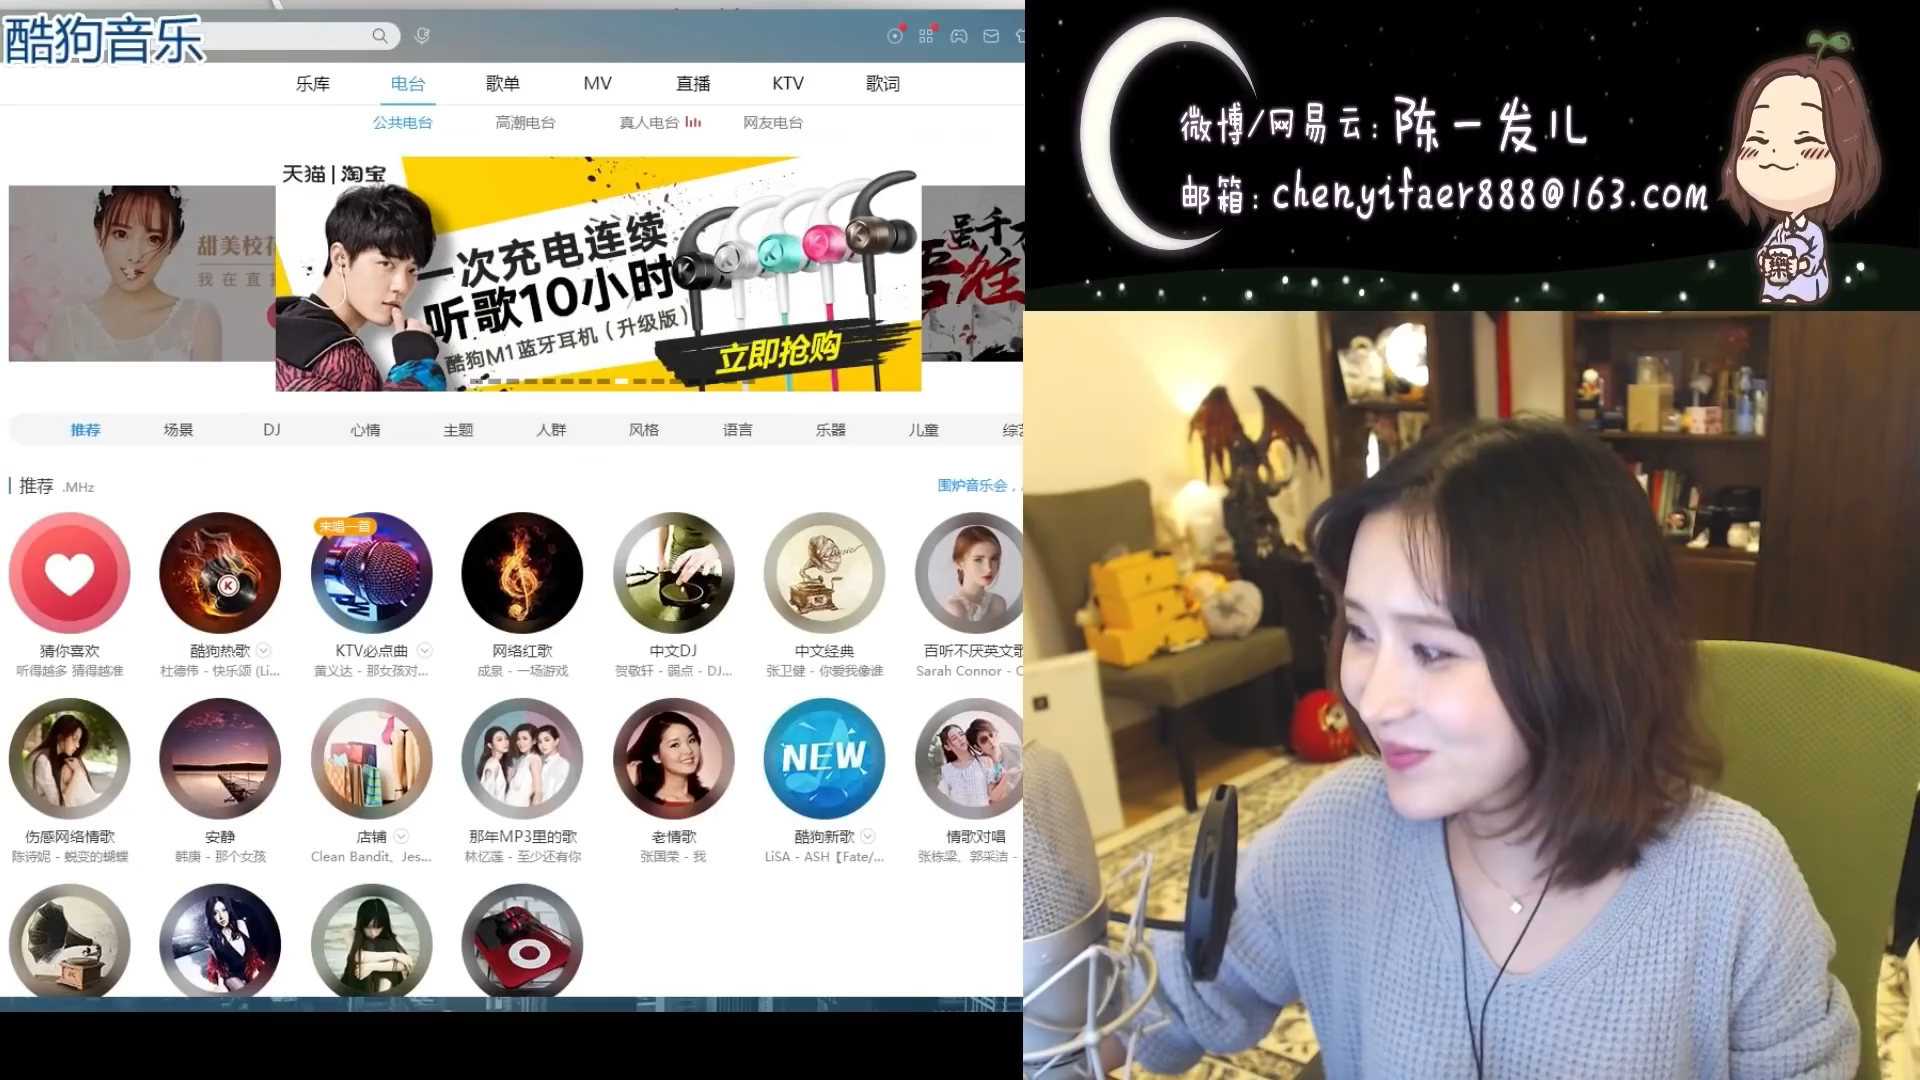 酷狗音乐
乐库 电台 歌单 MV 直播 KTV 歌词
公共电台 高潮电台 真人电台 网友电台
天猫|淘宝
甜美校花
我在直播
一次充电连续
听歌10小时
酷狗M1蓝牙耳机（升级版）
立即抢购
推荐 场景 DJ 心情 主题 人群 风格 语言 乐器 儿童
推荐 .MHz
围炉音乐会，
来唱一首
猜你喜欢 酷狗热歌 KTV必点曲 网络红歌 中文DJ 中文经典 百听不厌英文歌
听得越多 猜得越准 杜德伟 - 快乐颂 (Li... 黄义达 - 那女孩对... 成泉 - 一场游戏 贺敬轩 - 弱点 - DJ... 张卫健 - 你爱我像谁 Sarah Connor -
NEW
伤感网络情歌 安静 店铺 那年MP3里的歌 老情歌 酷狗新歌 情歌对唱
陈诗妮 - 蜕变的蝴蝶 韩庚 - 那个女孩 Clean Bandit、Jes... 林忆莲 - 至少还有你 张国荣 - 我 LiSA - ASH【Fate/... 张栋梁、郭采洁 -
微博/网易云：陈一发儿
邮箱：chenyifaer888@163.com